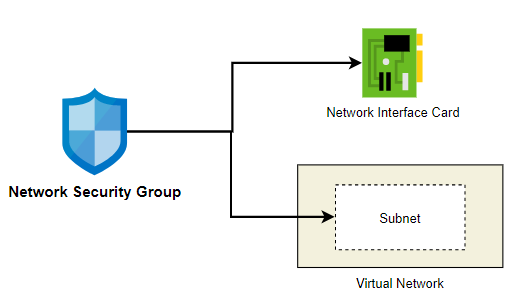 Network Interface Card
Network Security Group
Subnet
Virtual Network